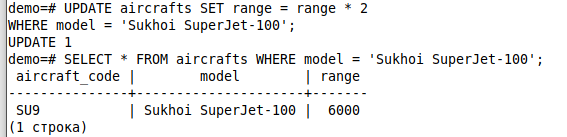 demo=# UPDATE aircrafts SET range = range * 2
WHERE model = 'Sukhoi SuperJet-100';
UPDATE 1
demo=# SELECT * FROM aircrafts WHERE model = 'Sukhoi SuperJet-100';
 aircraft_code |        model        | range
---------------+---------------------+-------
 SU9           | Sukhoi SuperJet-100 |  6000
(1 строка)